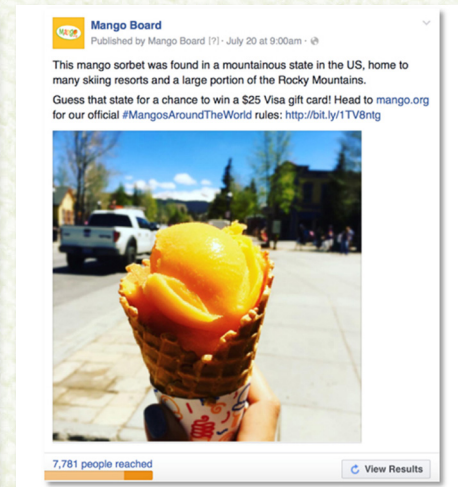 Mango Board
Published by Mango Board [?] · July 20 at 9:00am ·
This mango sorbet was found in a mountainous state in the US, home to
many skiing resorts and a large portion of the Rocky Mountains.
Guess that state for a chance to win a $25 Visa gift card! Head to mango.org
for our official #MangosAroundTheWorld rules: http://bit.ly/1TV8ntg
7,781 people reached
View Results